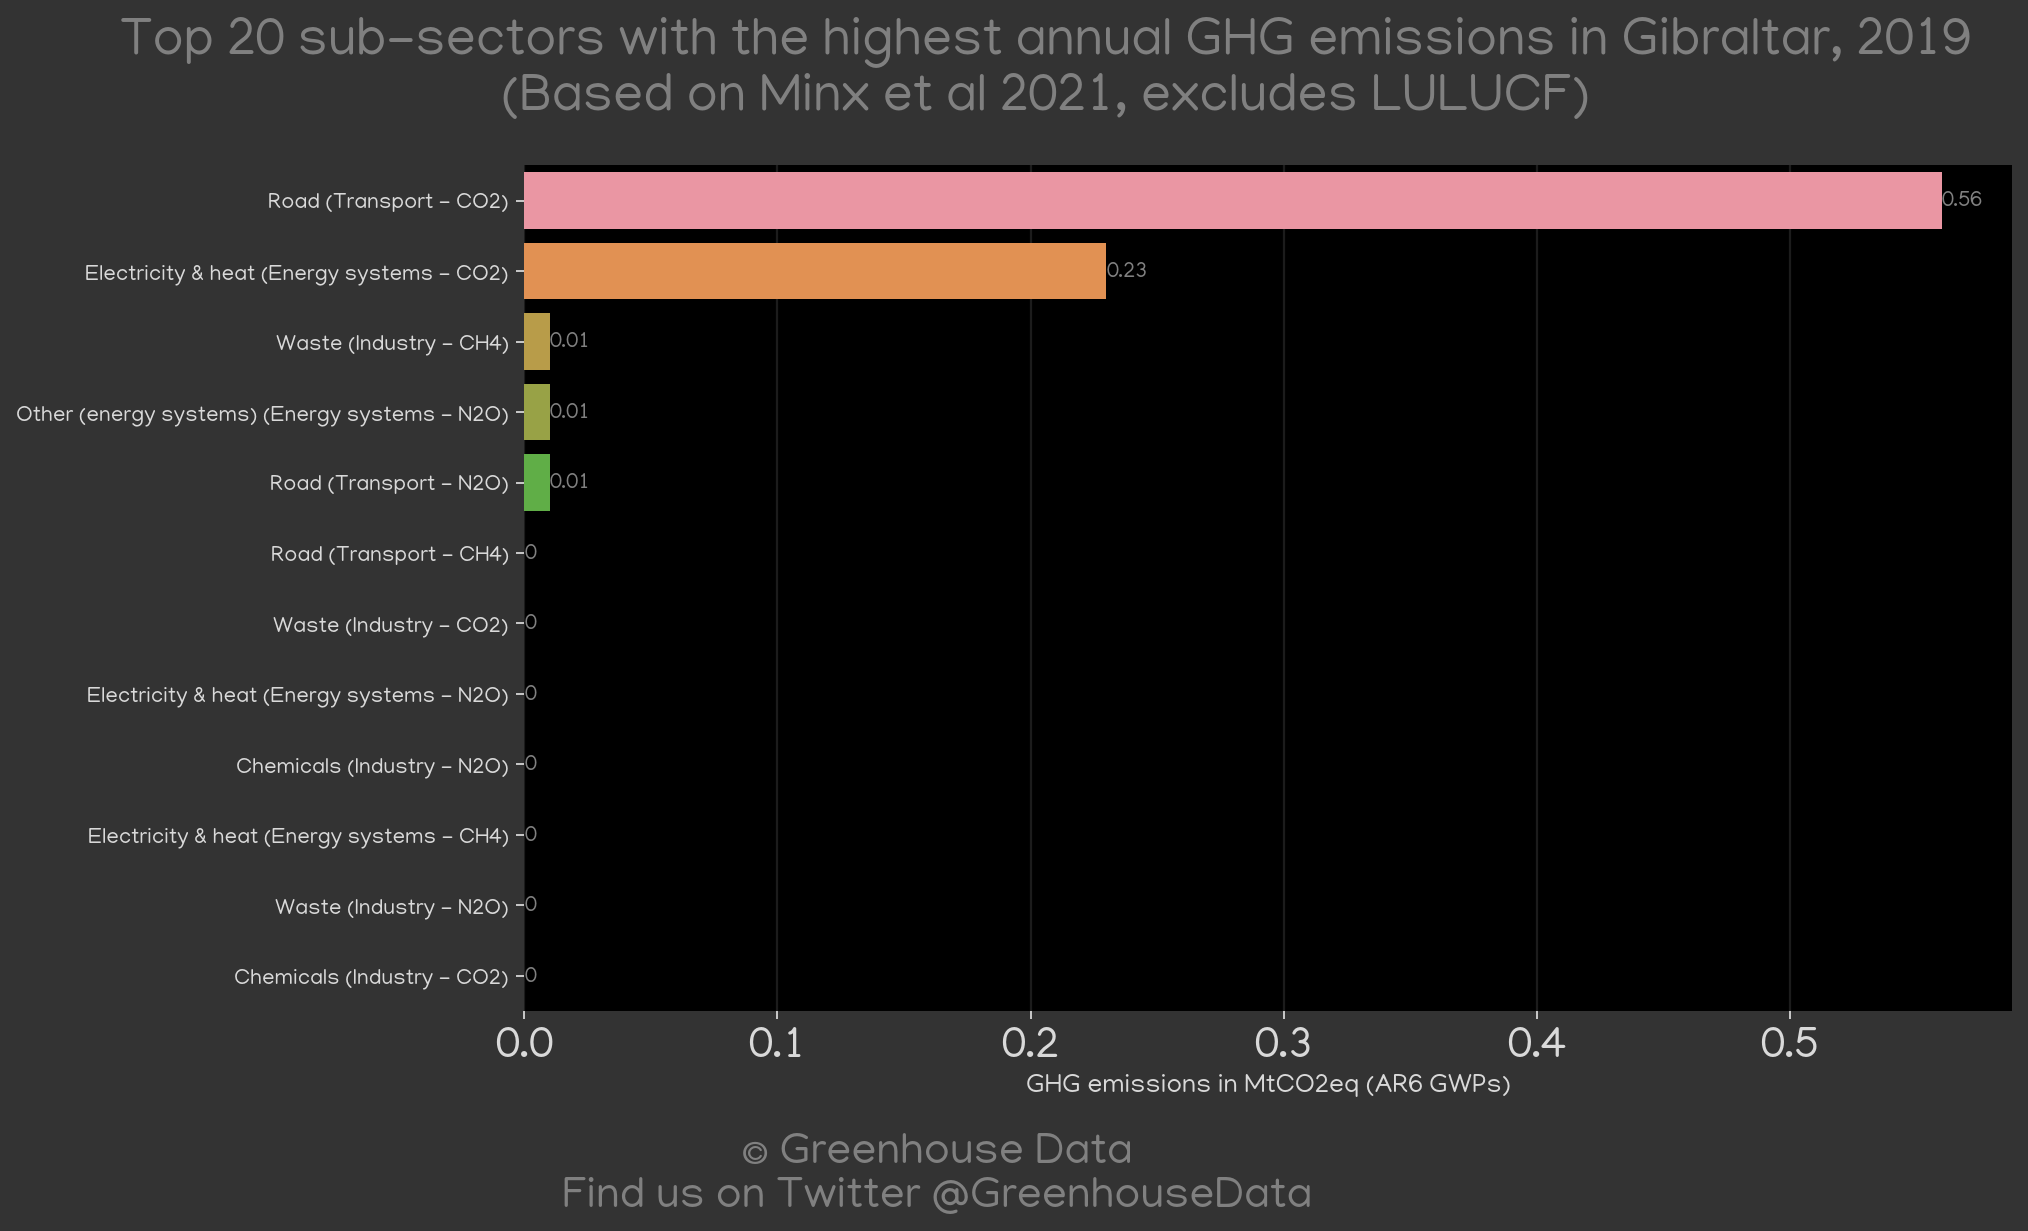 Top 20 sub-sectors with the highest annual GHG emissions in Gibraltar, 2019
(Based on Minx et al 2021, excludes LULUCF)
Road (Transport - CO2) 0.56
Electricity & heat (Energy systems - CO2) 0.23
Waste (Industry - CH4) 0.01
Other (energy systems) (Energy systems - N2O) 0.01
Road (Transport - N2O) 0.01
Road (Transport - CH4) 0
Waste (Industry - CO2) 0
Electricity & heat (Energy systems - N2O) 0
Chemicals (Industry - N2O) 0
Electricity & heat (Energy systems - CH4) 0
Waste (Industry - N2O) 0
Chemicals (Industry - CO2) 0
0.0 0.1 0.2 0.3 0.4 0.5
GHG emissions in MtCO2eq (AR6 GWPs)
© Greenhouse Data
Find us on Twitter @GreenhouseData